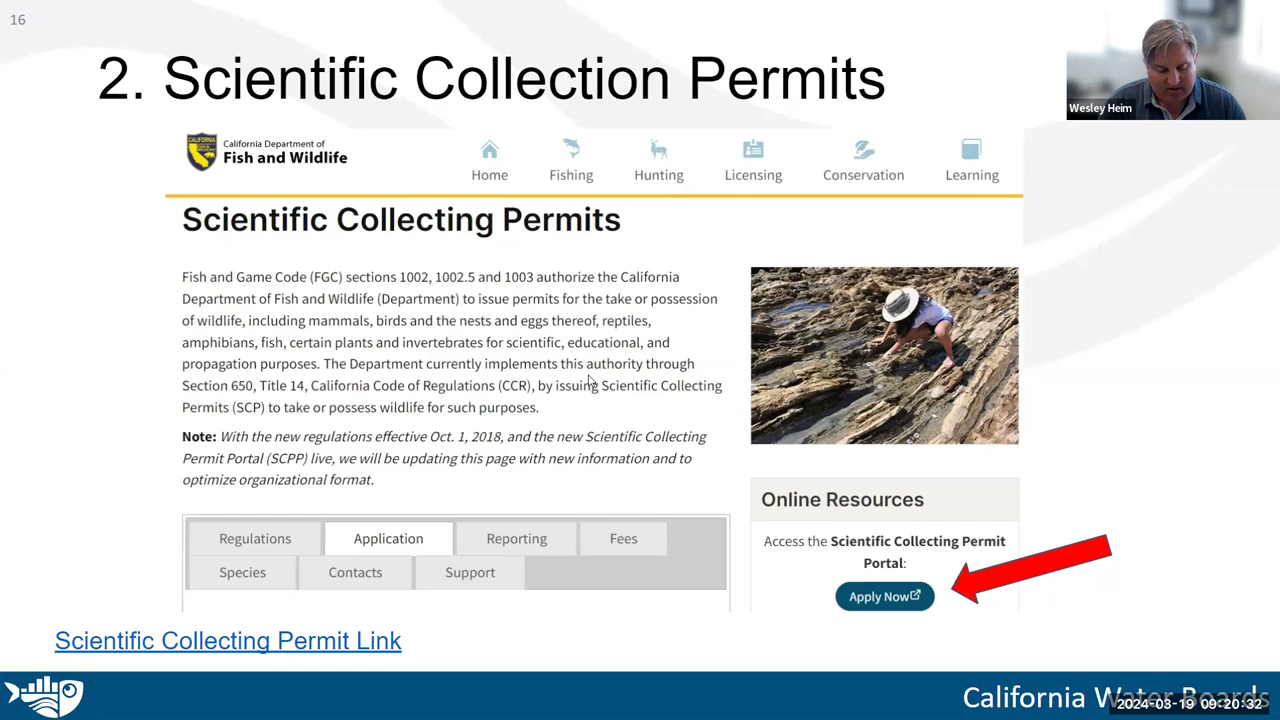 16
2. Scientific Collection Permits
Wesley Heim
California Department of
Fish and Wildlife
Home
Fishing
Hunting
Licensing
Conservation
Learning
Scientific Collecting Permits
Fish and Game Code (FGC) sections 1002, 1002.5 and 1003 authorize the California
Department of Fish and Wildlife (Department) to issue permits for the take or possession
of wildlife, including mammals, birds and the nests and eggs thereof, reptiles,
amphibians, fish, certain plants and invertebrates for scientific, educational, and
propagation purposes. The Department currently implements this authority through
Section 650, Title 14, California Code of Regulations (CCR), by issuing Scientific Collecting
Permits (SCP) to take or possess wildlife for such purposes.
Note: With the new regulations effective Oct. 1, 2018, and the new Scientific Collecting
Permit Portal (SCPP) live, we will be updating this page with new information and to
optimize organizational format.
Regulations
Application
Reporting
Fees
Species
Contacts
Support
Online Resources
Access the Scientific Collecting Permit
Portal:
Apply Now
Scientific Collecting Permit Link
California Water Boards
2024-03-19 09:20:32